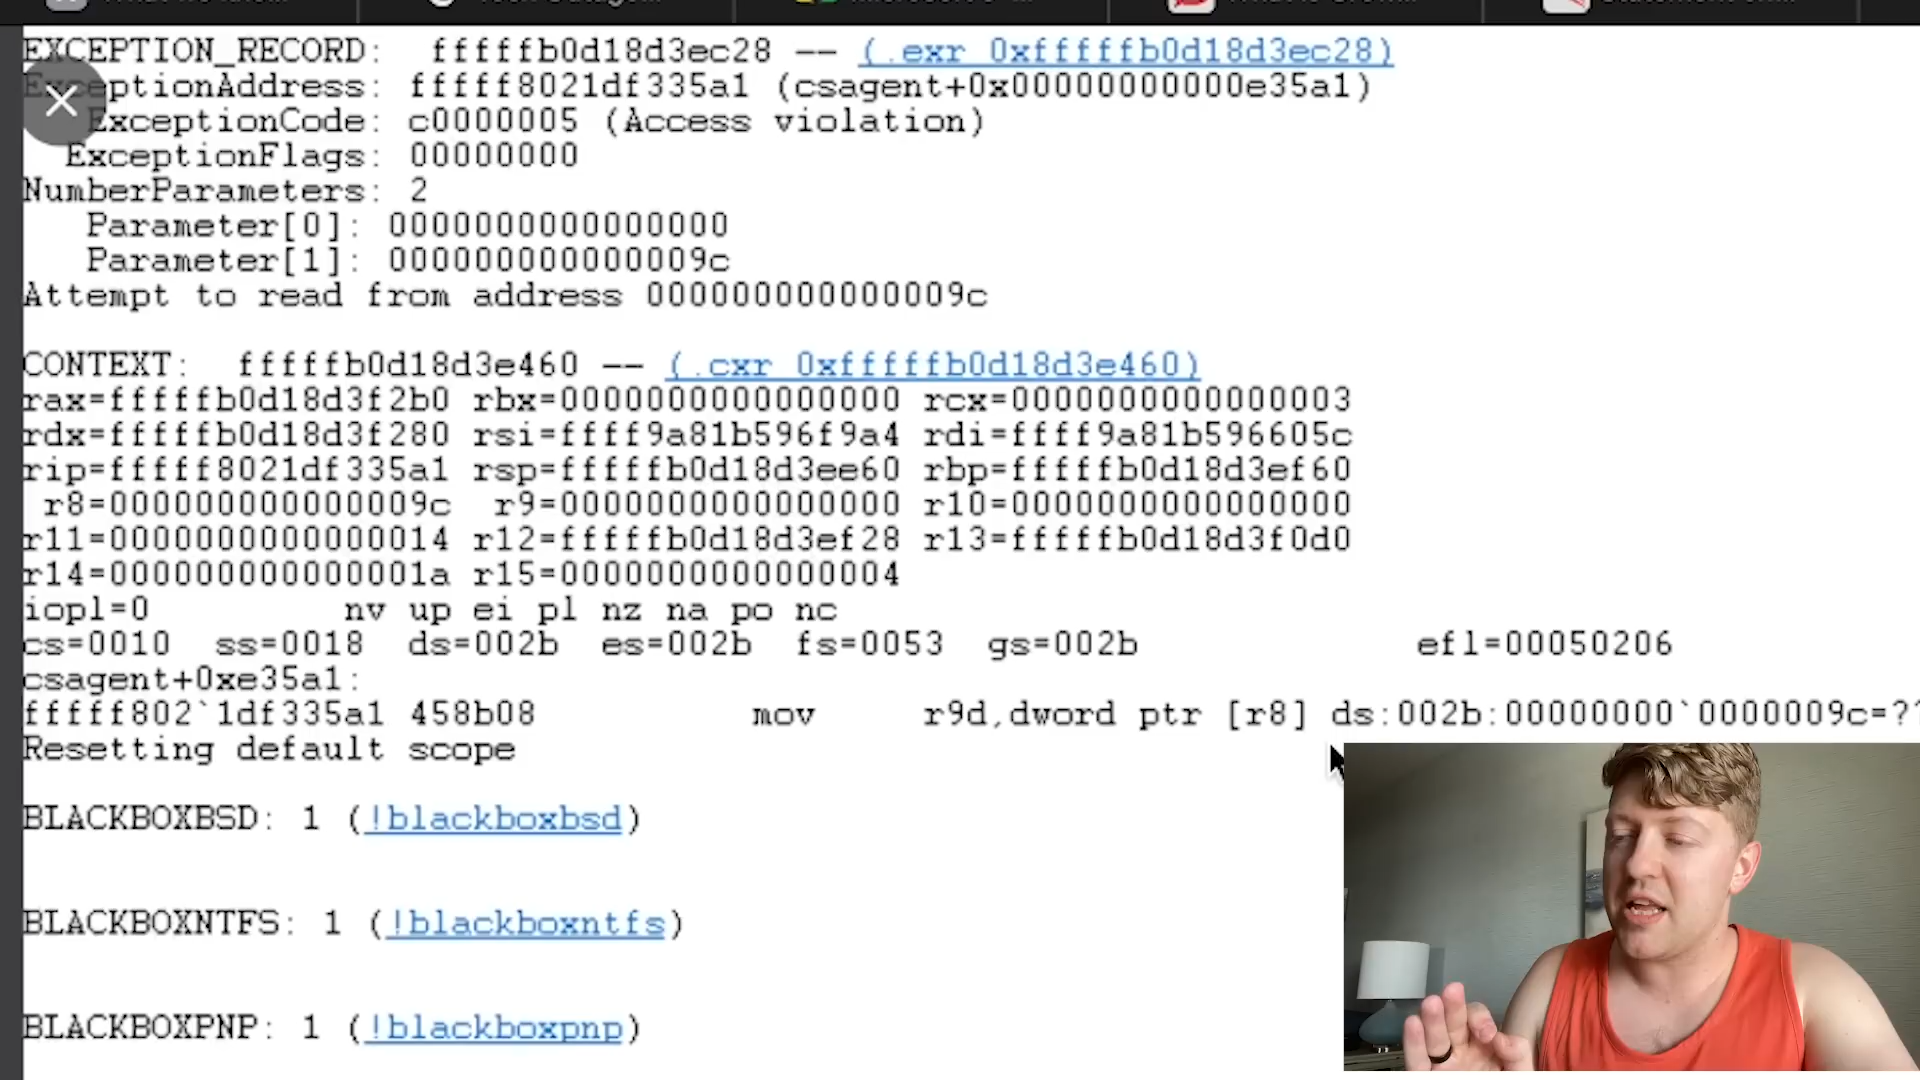 EXCEPTION_RECORD: fffffb0d18d3ec28 -- (.exr 0xfffffb0d18d3ec28)
ExceptionAddress: fffff8021df335a1 (csagent+0x00000000000e35a1)
ExceptionCode: c0000005 (Access violation)
ExceptionFlags: 00000000
NumberParameters: 2
Parameter[0]: 0000000000000000
Parameter[1]: 000000000000009c
Attempt to read from address 000000000000009c
CONTEXT: fffffb0d18d3e460 -- (.cxr 0xfffffb0d18d3e460)
rax=fffffb0d18d3f2b0 rbx=0000000000000000 rcx=0000000000000003
rdx=fffffb0d18d3f280 rsi=ffff9a81b596f9a4 rdi=ffff9a81b596605c
rip=fffff8021df335a1 rsp=fffffb0d18d3ee60 rbp=fffffb0d18d3ef60
r8=000000000000009c r9=0000000000000000 r10=0000000000000000
r11=0000000000000014 r12=fffffb0d18d3ef28 r13=fffffb0d18d3f0d0
r14=000000000000001a r15=0000000000000004
iopl=0 nv up ei pl nz na po nc
cs=0010 ss=0018 ds=002b es=002b fs=0053 gs=002b efl=00050206
csagent+0xe35a1:
fffff802`1df335a1 458b08 mov r9d,dword ptr [r8] ds:002b:00000000`0000009c=??
Resetting default scope
BLACKBOXBSD: 1 (!blackboxbsd)
BLACKBOXNTFS: 1 (!blackboxntfs)
BLACKBOXPNP: 1 (!blackboxpnp)